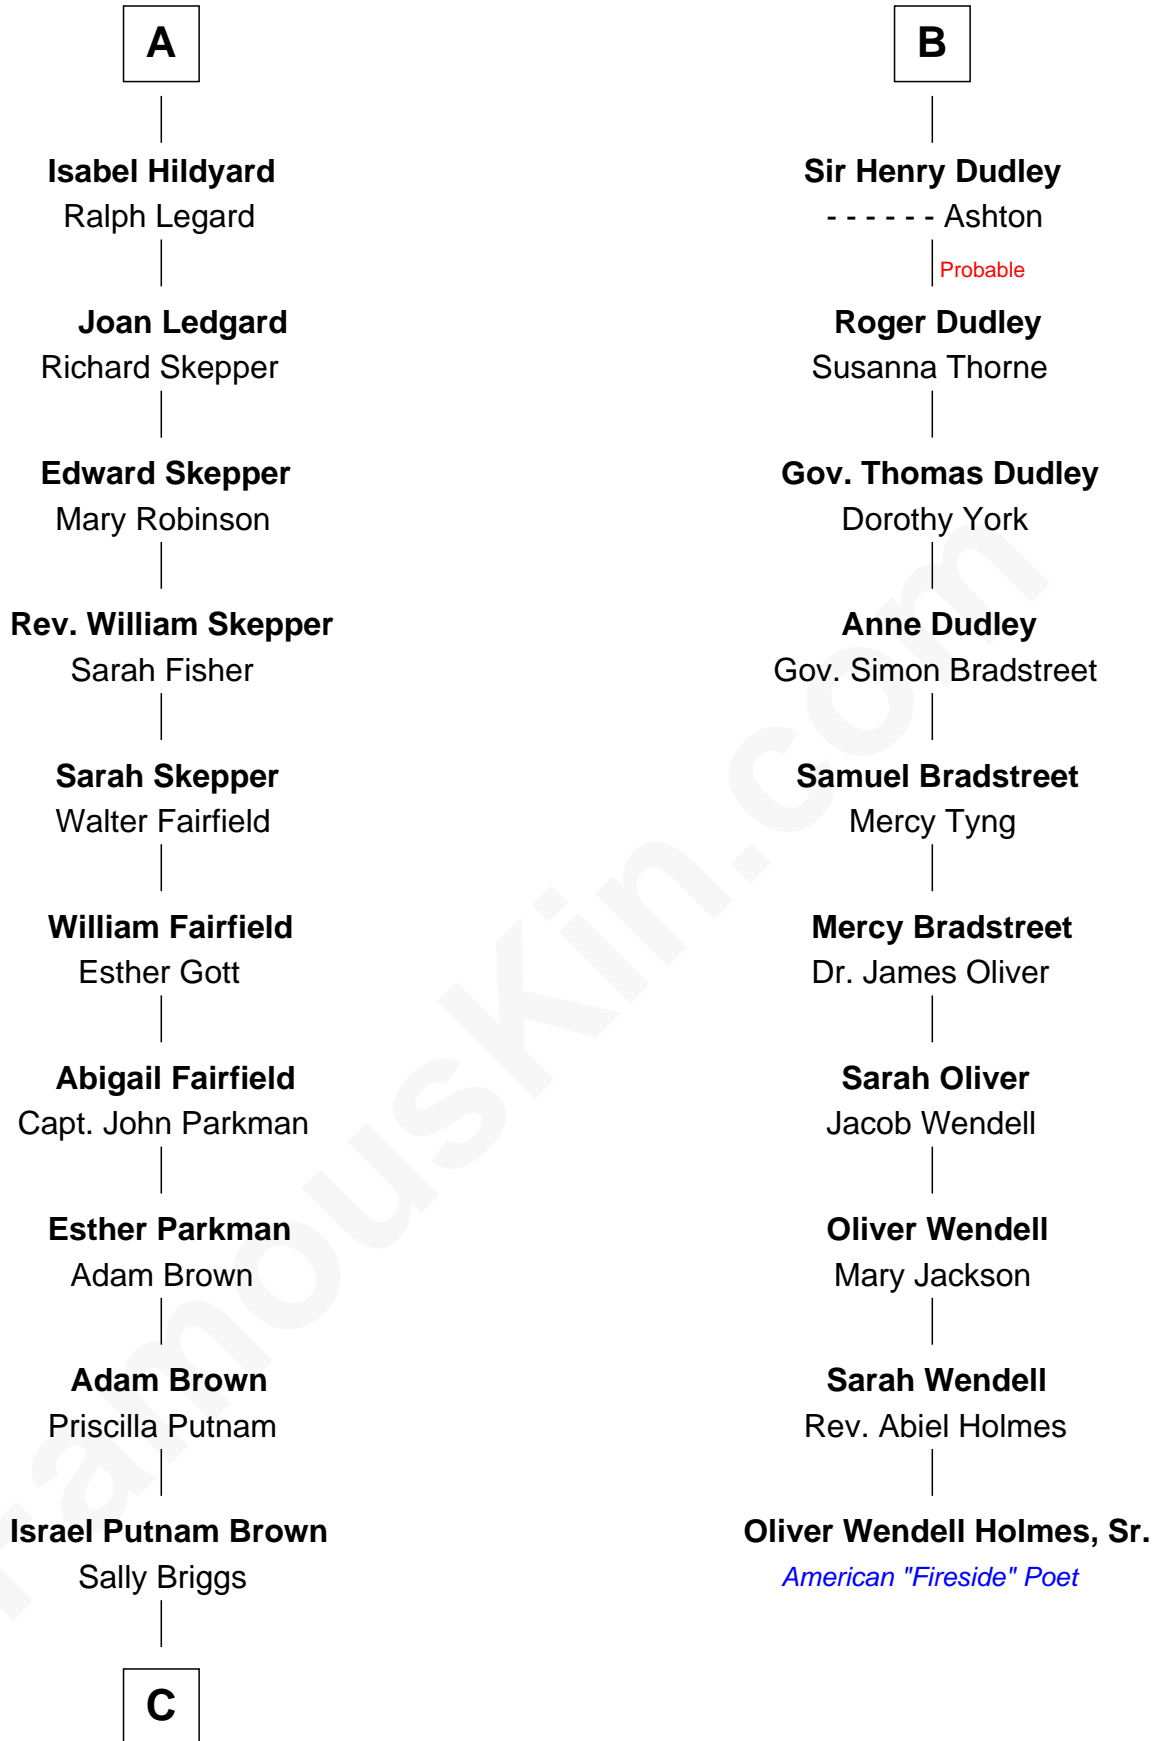 A
Isabel Hildyard
Ralph Legard
Joan Ledgard
Richard Skepper
Edward Skepper
Mary Robinson
Rev. William Skepper
Sarah Fisher
Sarah Skepper
Walter Fairfield
William Fairfield
Esther Gott
Abigail Fairfield
Capt. John Parkman
Esther Parkman
Adam Brown
Adam Brown
Priscilla Putnam
Israel Putnam Brown
Sally Briggs
C
B
Sir Henry Dudley
- - - - - - Ashton
Probable
Roger Dudley
Susanna Thorne
Gov. Thomas Dudley
Dorothy York
Anne Dudley
Gov. Simon Bradstreet
Samuel Bradstreet
Mercy Tyng
Mercy Bradstreet
Dr. James Oliver
Sarah Oliver
Jacob Wendell
Oliver Wendell
Mary Jackson
Sarah Wendell
Rev. Abiel Holmes
Oliver Wendell Holmes, Sr.
American "Fireside" Poet
FamousKin.com